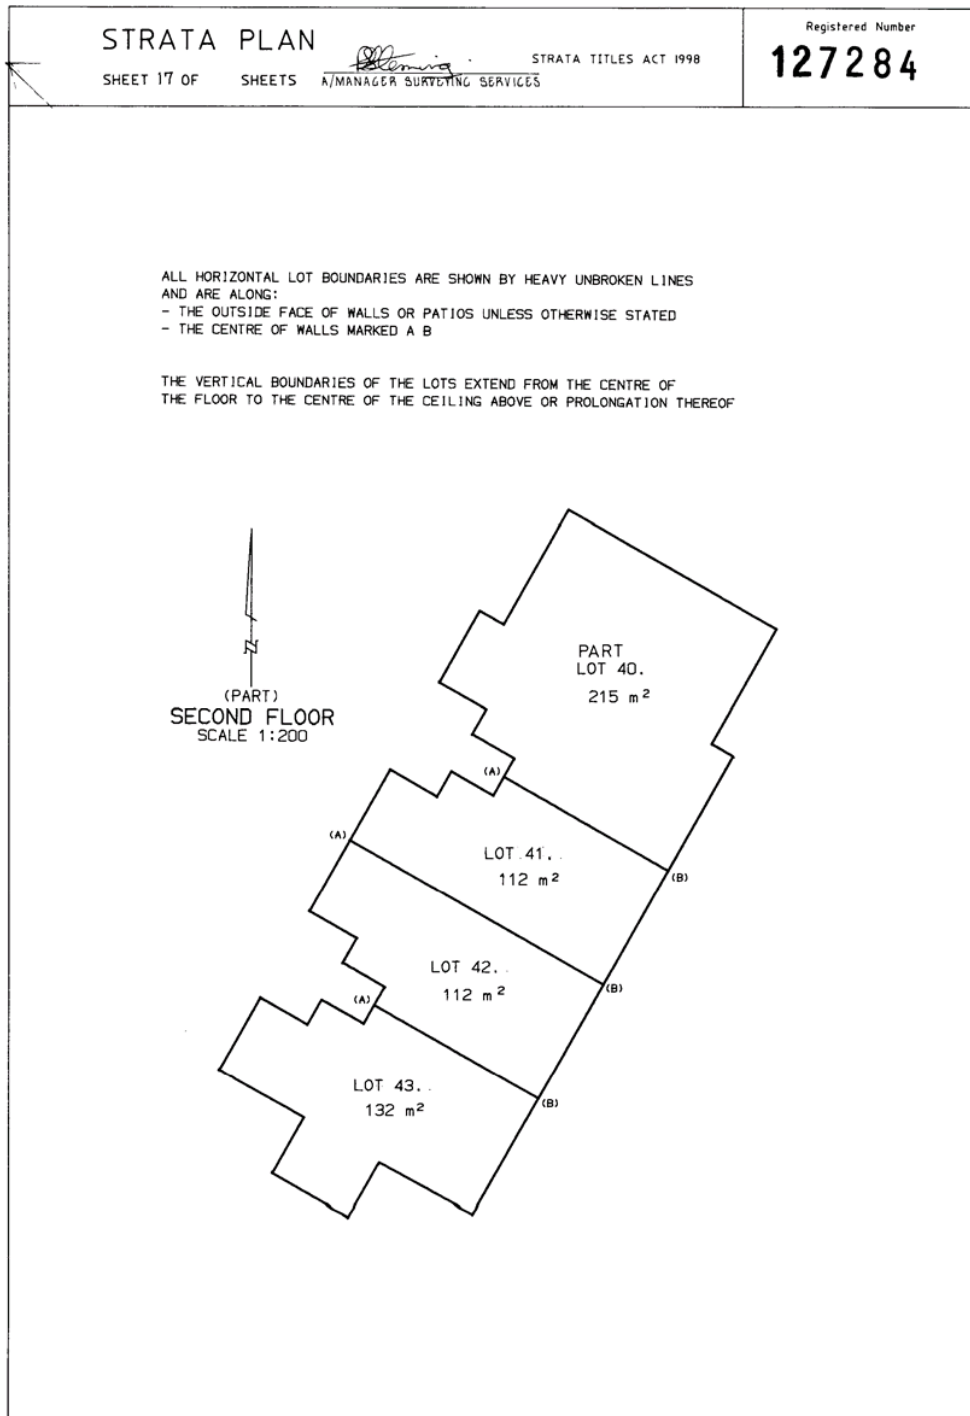 STRATA PLAN
SHEET 17 OF SHEETS
A/MANAGER SURVEYING SERVICES
STRATA TITLES ACT 1998
Registered Number
127284
ALL HORIZONTAL LOT BOUNDARIES ARE SHOWN BY HEAVY UNBROKEN LINES
AND ARE ALONG:
- THE OUTSIDE FACE OF WALLS OR PATIOS UNLESS OTHERWISE STATED
- THE CENTRE OF WALLS MARKED A B
THE VERTICAL BOUNDARIES OF THE LOTS EXTEND FROM THE CENTRE OF
THE FLOOR TO THE CENTRE OF THE CEILING ABOVE OR PROLONGATION THEREOF
N
(PART)
SECOND FLOOR
SCALE 1:200
PART
LOT 40.
215 m²
(A)
(A)
LOT 41.
112 m²
(B)
LOT 42.
112 m²
(B)
(A)
LOT 43.
132 m²
(B)